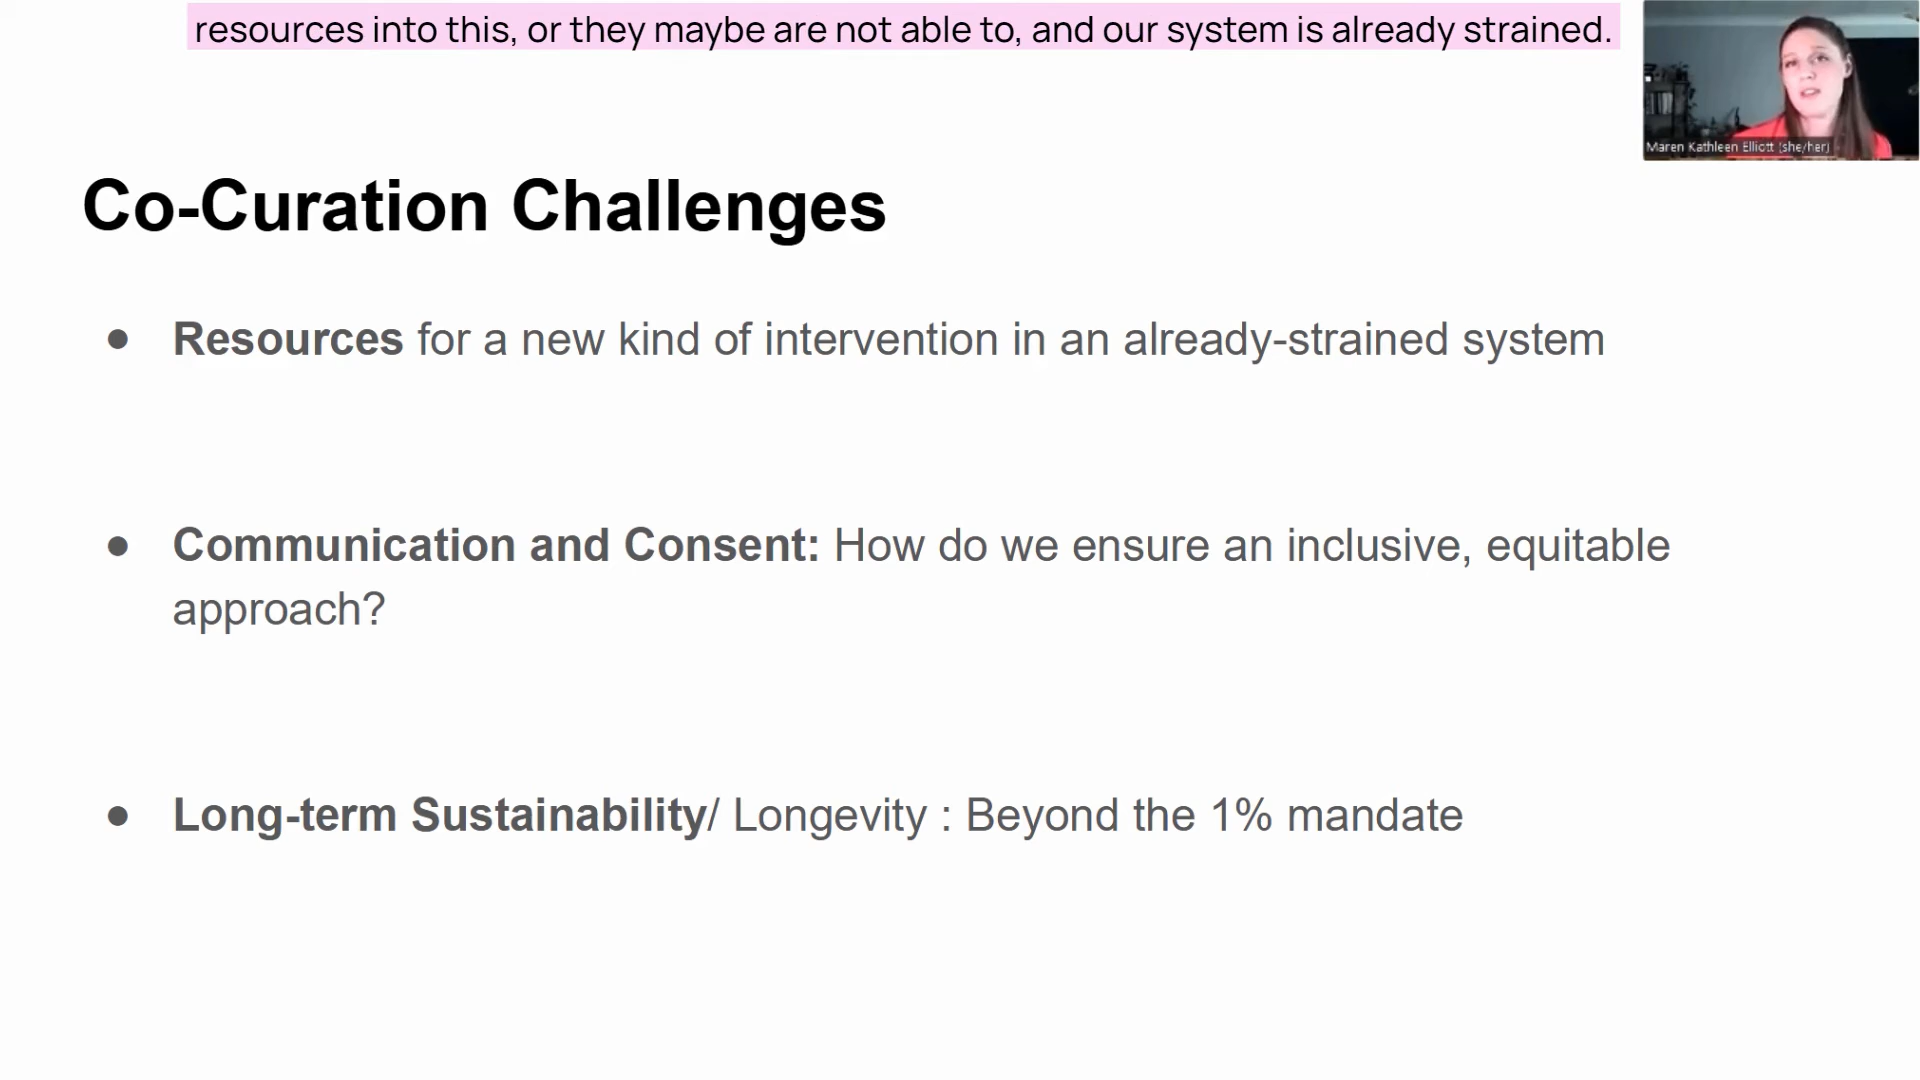 resources into this, or they maybe are not able to, and our system is already strained.
Maren Kathleen Elliott (she/her)
Co-Curation Challenges
● Resources for a new kind of intervention in an already-strained system
● Communication and Consent: How do we ensure an inclusive, equitable
approach?
● Long-term Sustainability/ Longevity : Beyond the 1% mandate